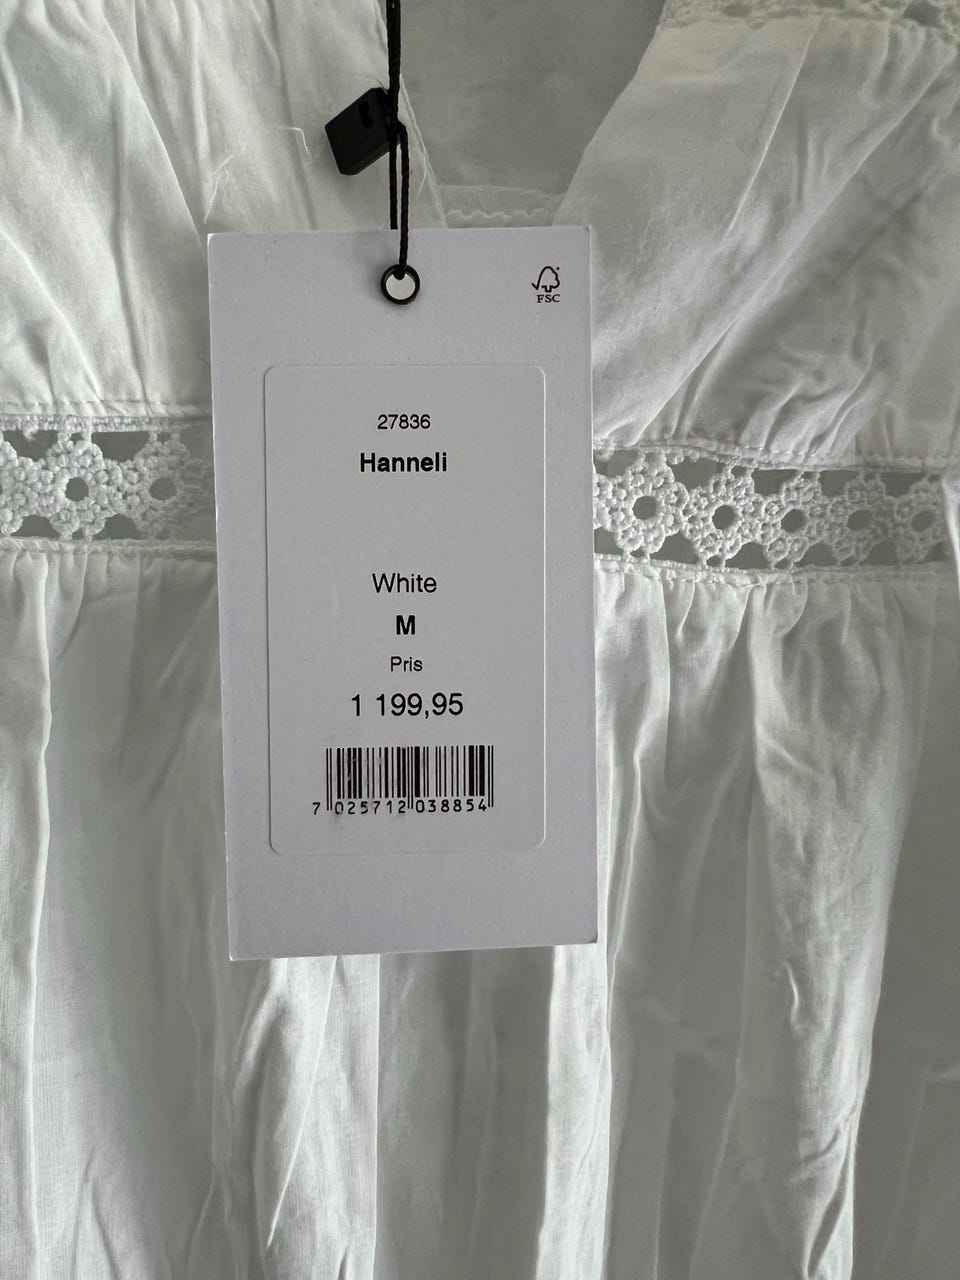 FSC
27836
Hanneli
White
M
Pris
1 199,95
7 025712 038854